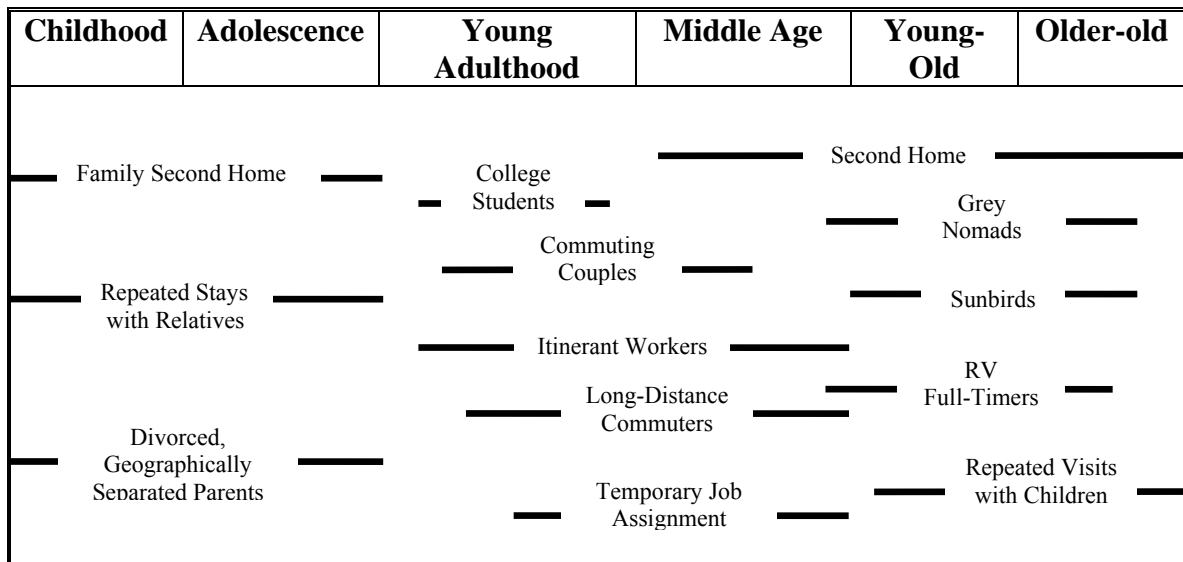 Childhood
Adolescence
Young
Adulthood
Middle Age
Young-
Old
Older-old
Family Second Home
College
Students
Second Home
Grey
Nomads
Commuting
Couples
Repeated Stays
with Relatives
Sunbirds
Itinerant Workers
RV
Full-Timers
Long-Distance
Commuters
Divorced,
Geographically
Separated Parents
Repeated Visits
with Children
Temporary Job
Assignment